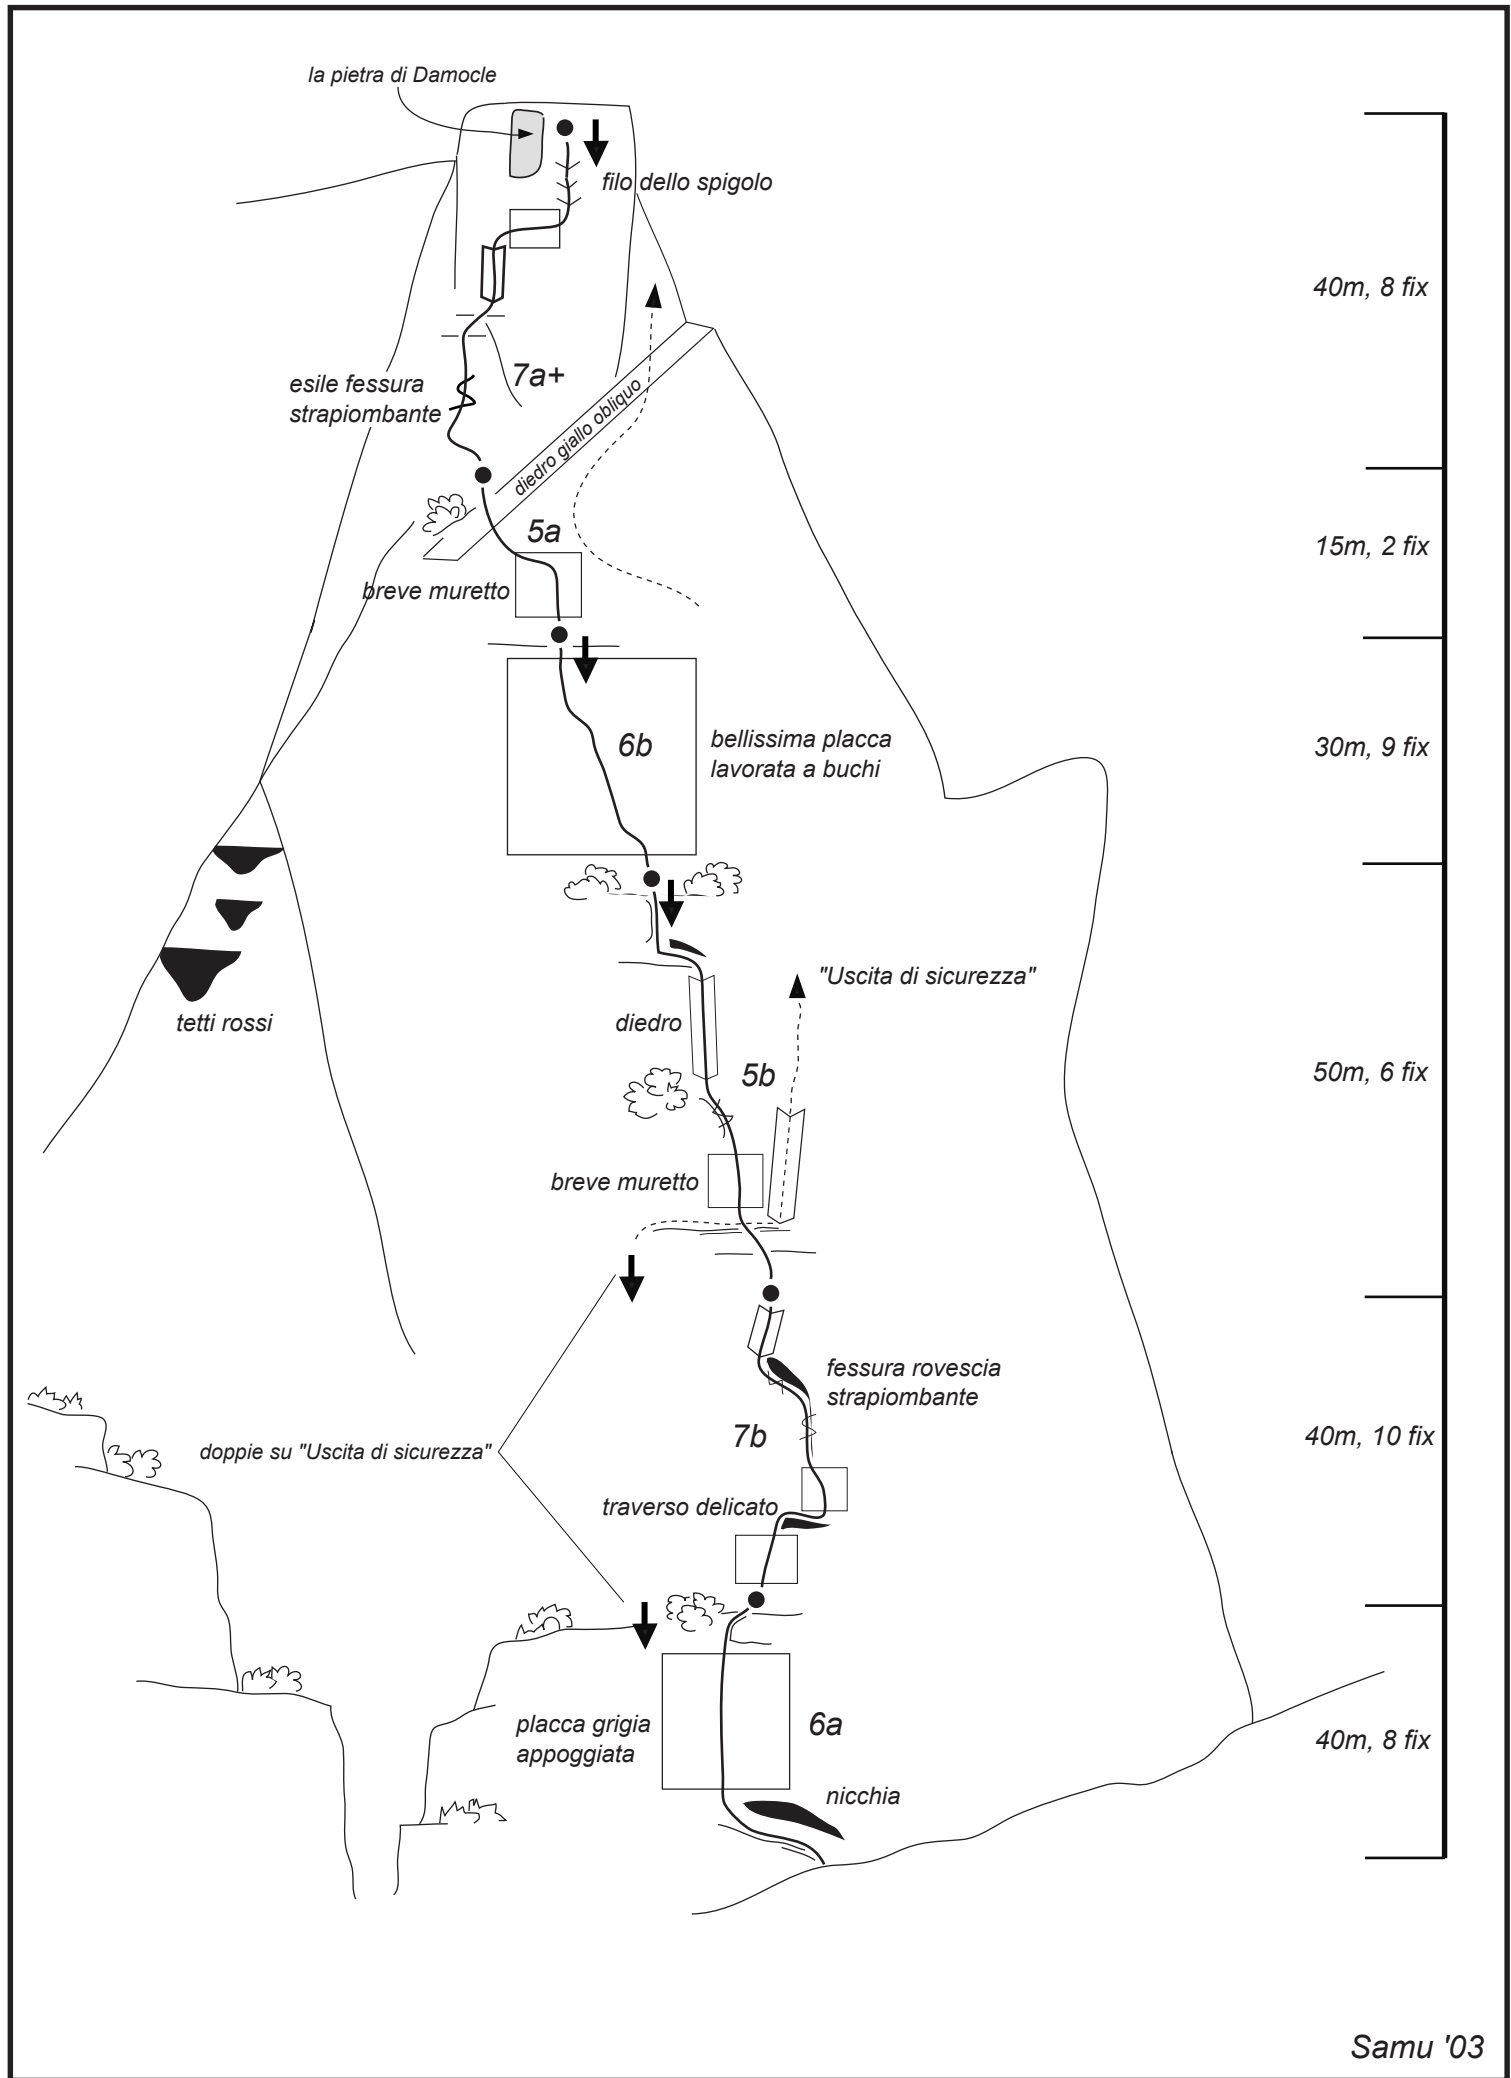 la pietra di Damocle
filo dello spigolo
40m, 8 fix
7a+
esile fessura
strapiombante
diedro giallo obliquo
5a
15m, 2 fix
breve muretto
6b
bellissima placca
lavorata a buchi
30m, 9 fix
"Uscita di sicurezza"
tetti rossi
diedro
5b
50m, 6 fix
breve muretto
fessura rovescia
strapiombante
7b
40m, 10 fix
doppie su "Uscita di sicurezza"
traverso delicato
placca grigia
appoggiata
6a
40m, 8 fix
nicchia
Samu '03